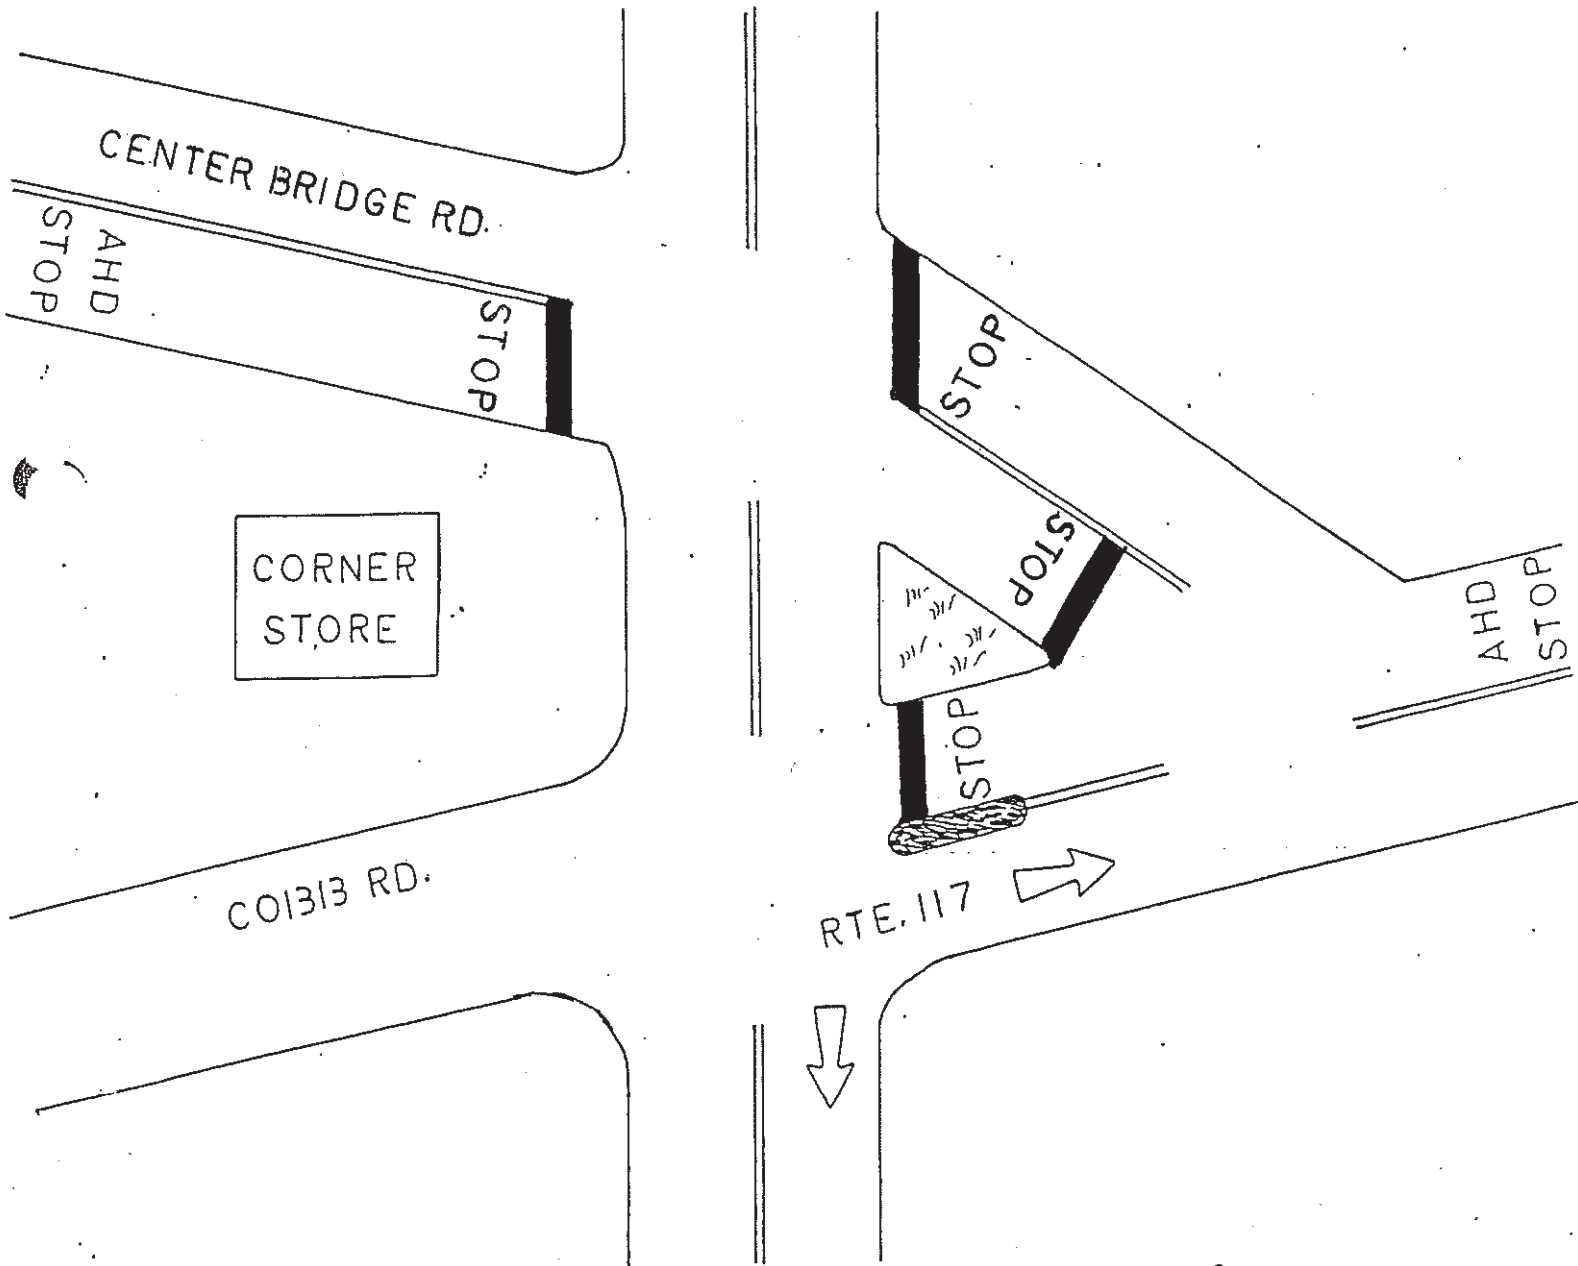 CENTER BRIDGE RD.
STOP
AHD
STOP
STOP
STOP
CORNER
STORE
AHD
STOP
STOP
CO1313 RD.
RTE. 117